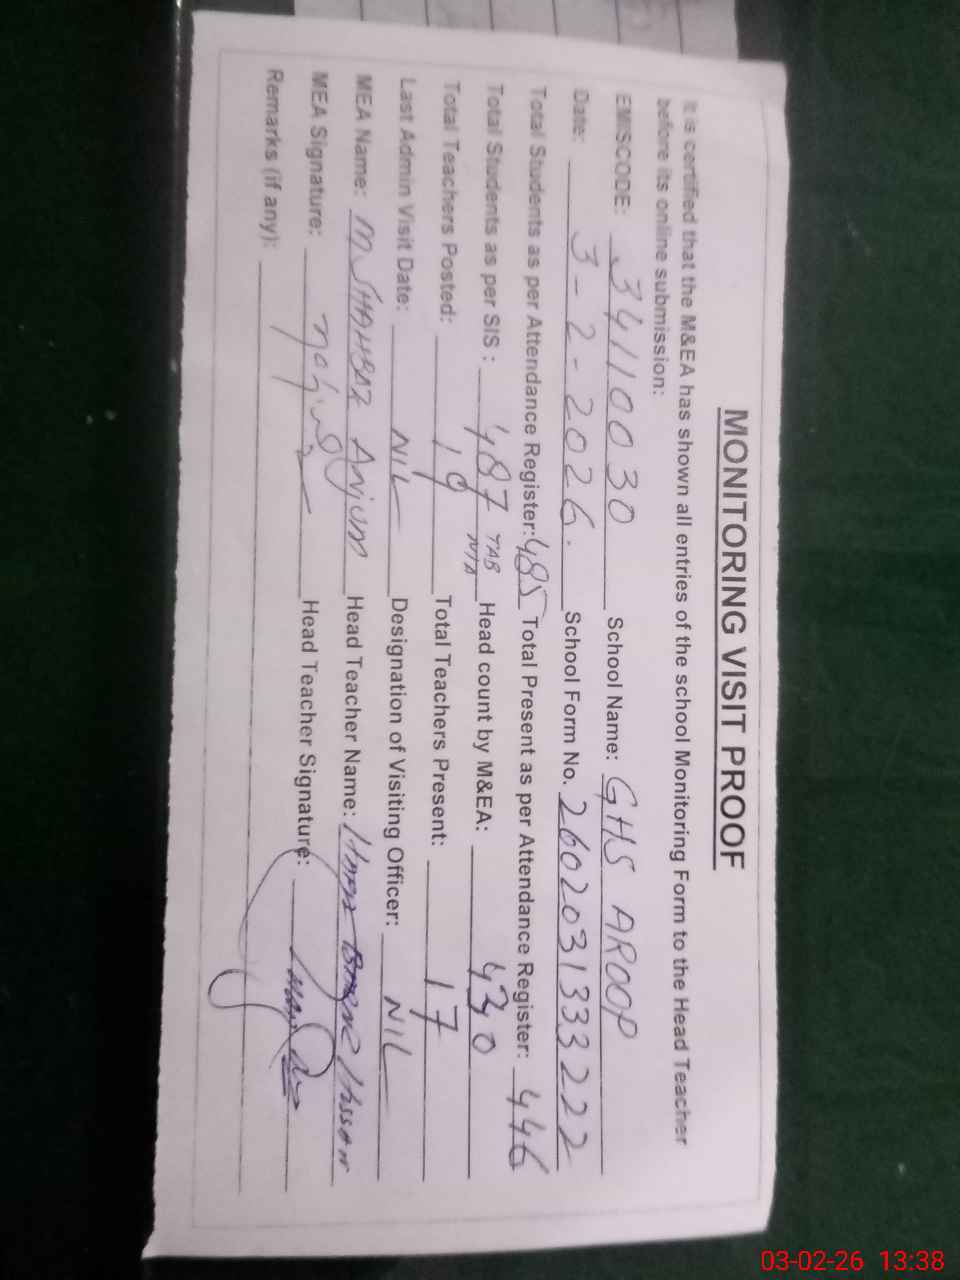 MONITORING VISIT PROOF
It is certified that the M&EA has shown all entries of the school Monitoring Form to the Head Teacher
before its online submission:
EMISCODE: 34110030 School Name: GHS AROOP
Date: 3-2-2026. School Form No. 260203133222
Total Students as per Attendance Register: 485 Total Present as per Attendance Register: 446
Total Students as per SIS: 487 TAB N/A Head count by M&EA: 430
Total Teachers Posted: 19 Total Teachers Present: 17
Last Admin Visit Date: NIL Designation of Visiting Officer: NIL
MEA Name: M SHAHBAZ Anjum Head Teacher Name:
MEA Signature: Head Teacher Signature:
Remarks (if any):
03-02-26 13:38